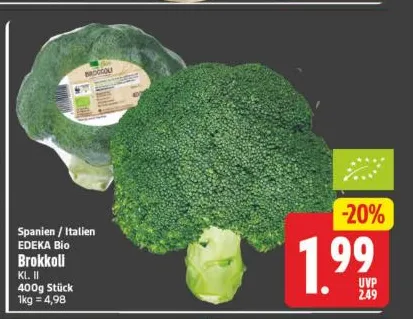 BROCCOLI
Spanien / Italien
EDEKA Bio
Brokkoli
Kl. II
400g Stück
1kg = 4,98
-20%
1.99
UVP
2.49